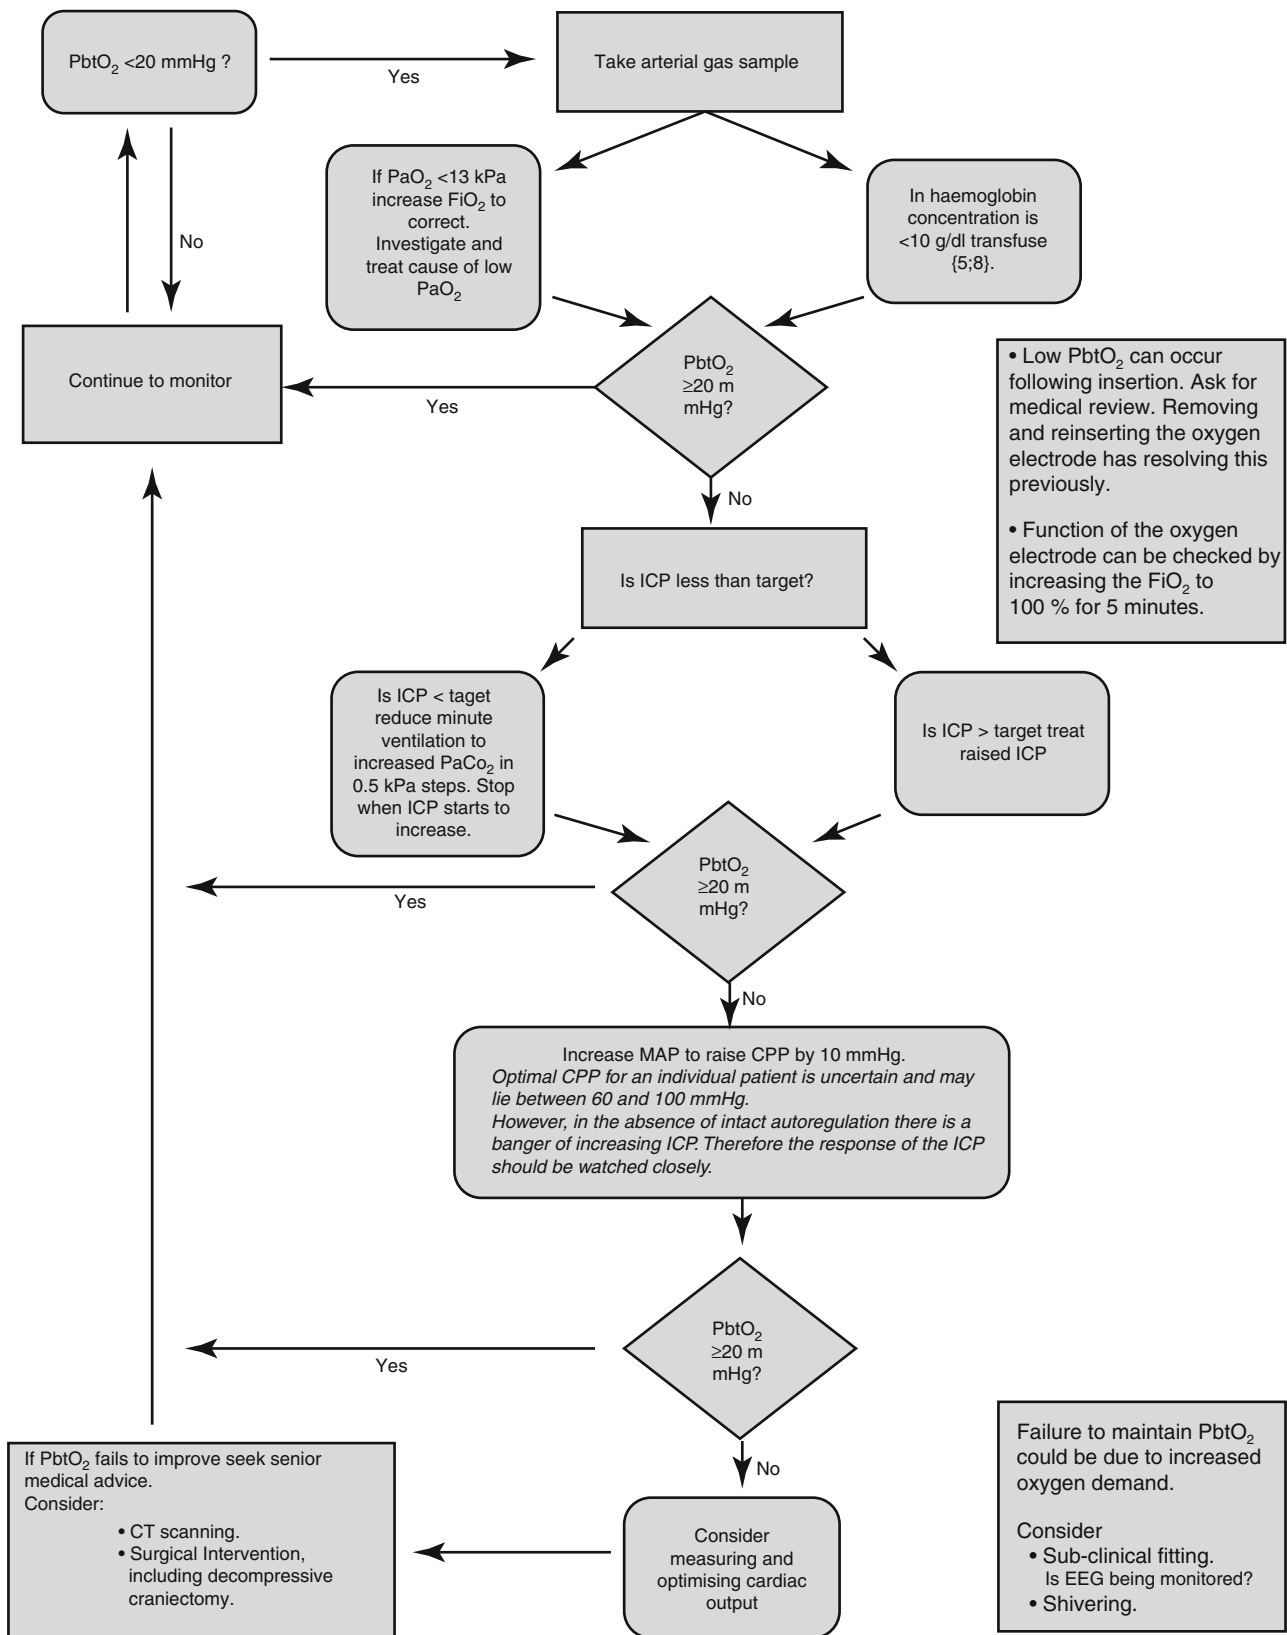 PbtO₂ <20 mmHg ?
Yes
Take arterial gas sample
No
If PaO₂ <13 kPa
increase FiO₂ to
correct.
Investigate and
treat cause of low
PaO₂
In haemoglobin
concentration is
<10 g/dl transfuse
{5;8}.
Continue to monitor
Yes
PbtO₂
≥20 m
mHg?
No
• Low PbtO₂ can occur
following insertion. Ask for
medical review. Removing
and reinserting the oxygen
electrode has resolving this
previously.
• Function of the oxygen
electrode can be checked by
increasing the FiO₂ to
100 % for 5 minutes.
Is ICP less than target?
Is ICP < taget
reduce minute
ventilation to
increased PaCo₂ in
0.5 kPa steps. Stop
when ICP starts to
increase.
Is ICP > target treat
raised ICP
PbtO₂
≥20 m
mHg?
Yes
No
Increase MAP to raise CPP by 10 mmHg.
Optimal CPP for an individual patient is uncertain and may
lie between 60 and 100 mmHg.
However, in the absence of intact autoregulation there is a
banger of increasing ICP. Therefore the response of the ICP
should be watched closely.
PbtO₂
≥20 m
mHg?
Yes
No
Consider
measuring and
optimising cardiac
output
If PbtO₂ fails to improve seek senior
medical advice.
Consider:
• CT scanning.
• Surgical Intervention,
including decompressive
craniectomy.
Failure to maintain PbtO₂
could be due to increased
oxygen demand.
Consider
• Sub-clinical fitting.
Is EEG being monitored?
• Shivering.